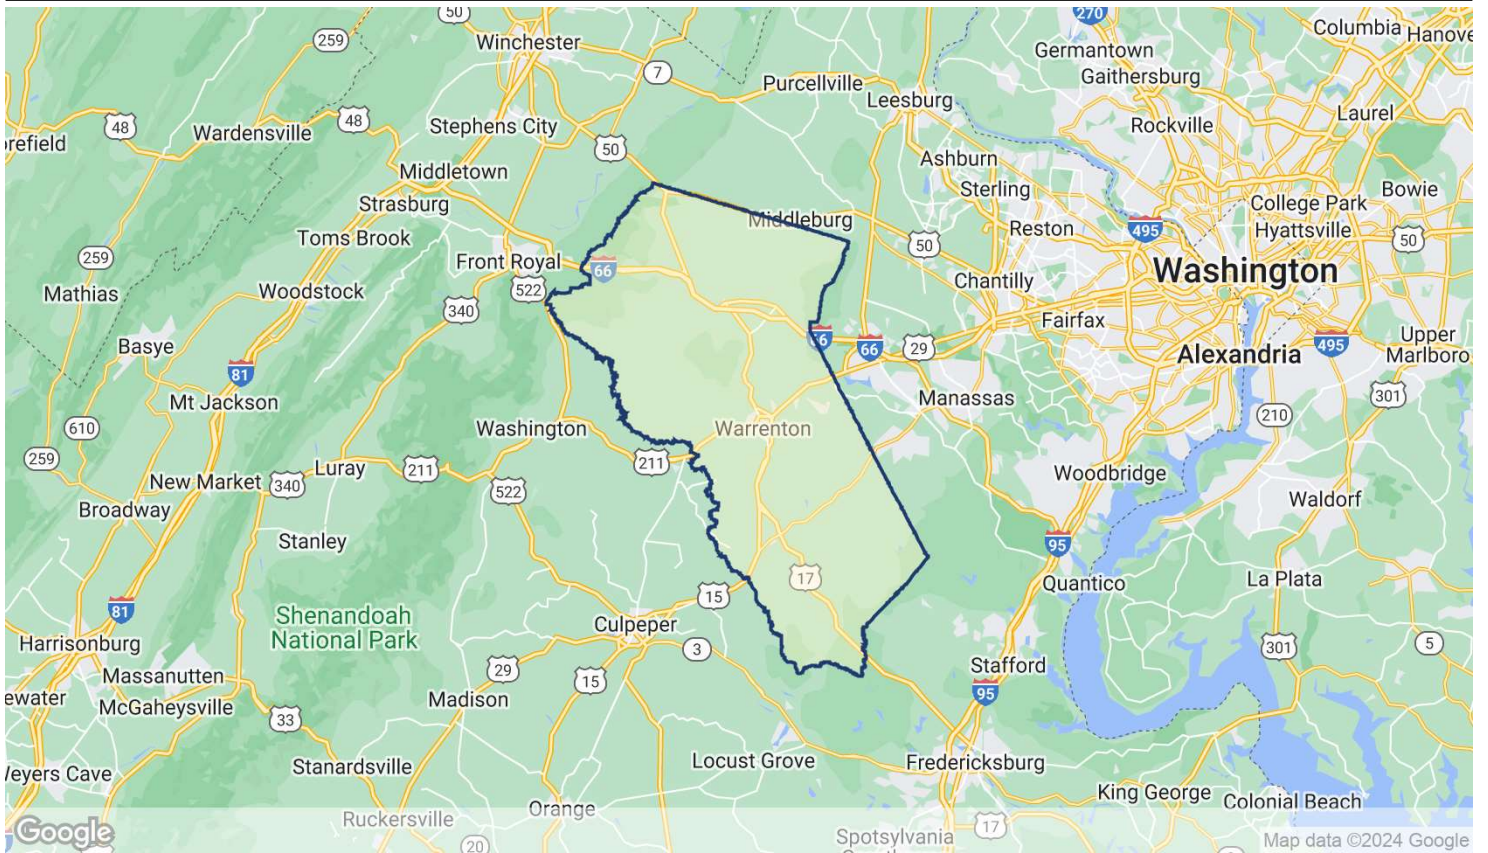 50
270
Columbia
Hanove
259
Winchester
Germantown
7
Purcellville
Gaithersburg
Leesburg
48
48
Stephens City
Rockville
Laurel
orefield
Wardensville
50
Ashburn
Middletown
Sterling
Bowie
Strasburg
College Park
Middleburg
Reston
495
Hyattsville
Toms Brook
50
50
259
Front Royal
66
Washington
Mathias
Woodstock
522
Chantilly
340
Fairfax
66
66
29
495
Upper
Marlboro
Basye
Alexandria
81
301
Mt Jackson
Manassas
210
610
Washington
Warrenton
259
211
Luray
211
Woodbridge
New Market
340
522
Waldorf
Broadway
Stanley
95
17
Quantico
La Plata
15
81
Shenandoah
National Park
Culpeper
Harrisonburg
3
301
5
Stafford
29
Massanutten
15
95
ewater
McGaheysville
Madison
33
Locust Grove
Fredericksburg
Weyers Cave
Stanardsville
King George
Colonial Beach
Orange
Ruckersville
17
Google
20
Spotsylvania
Map data ©2024 Google